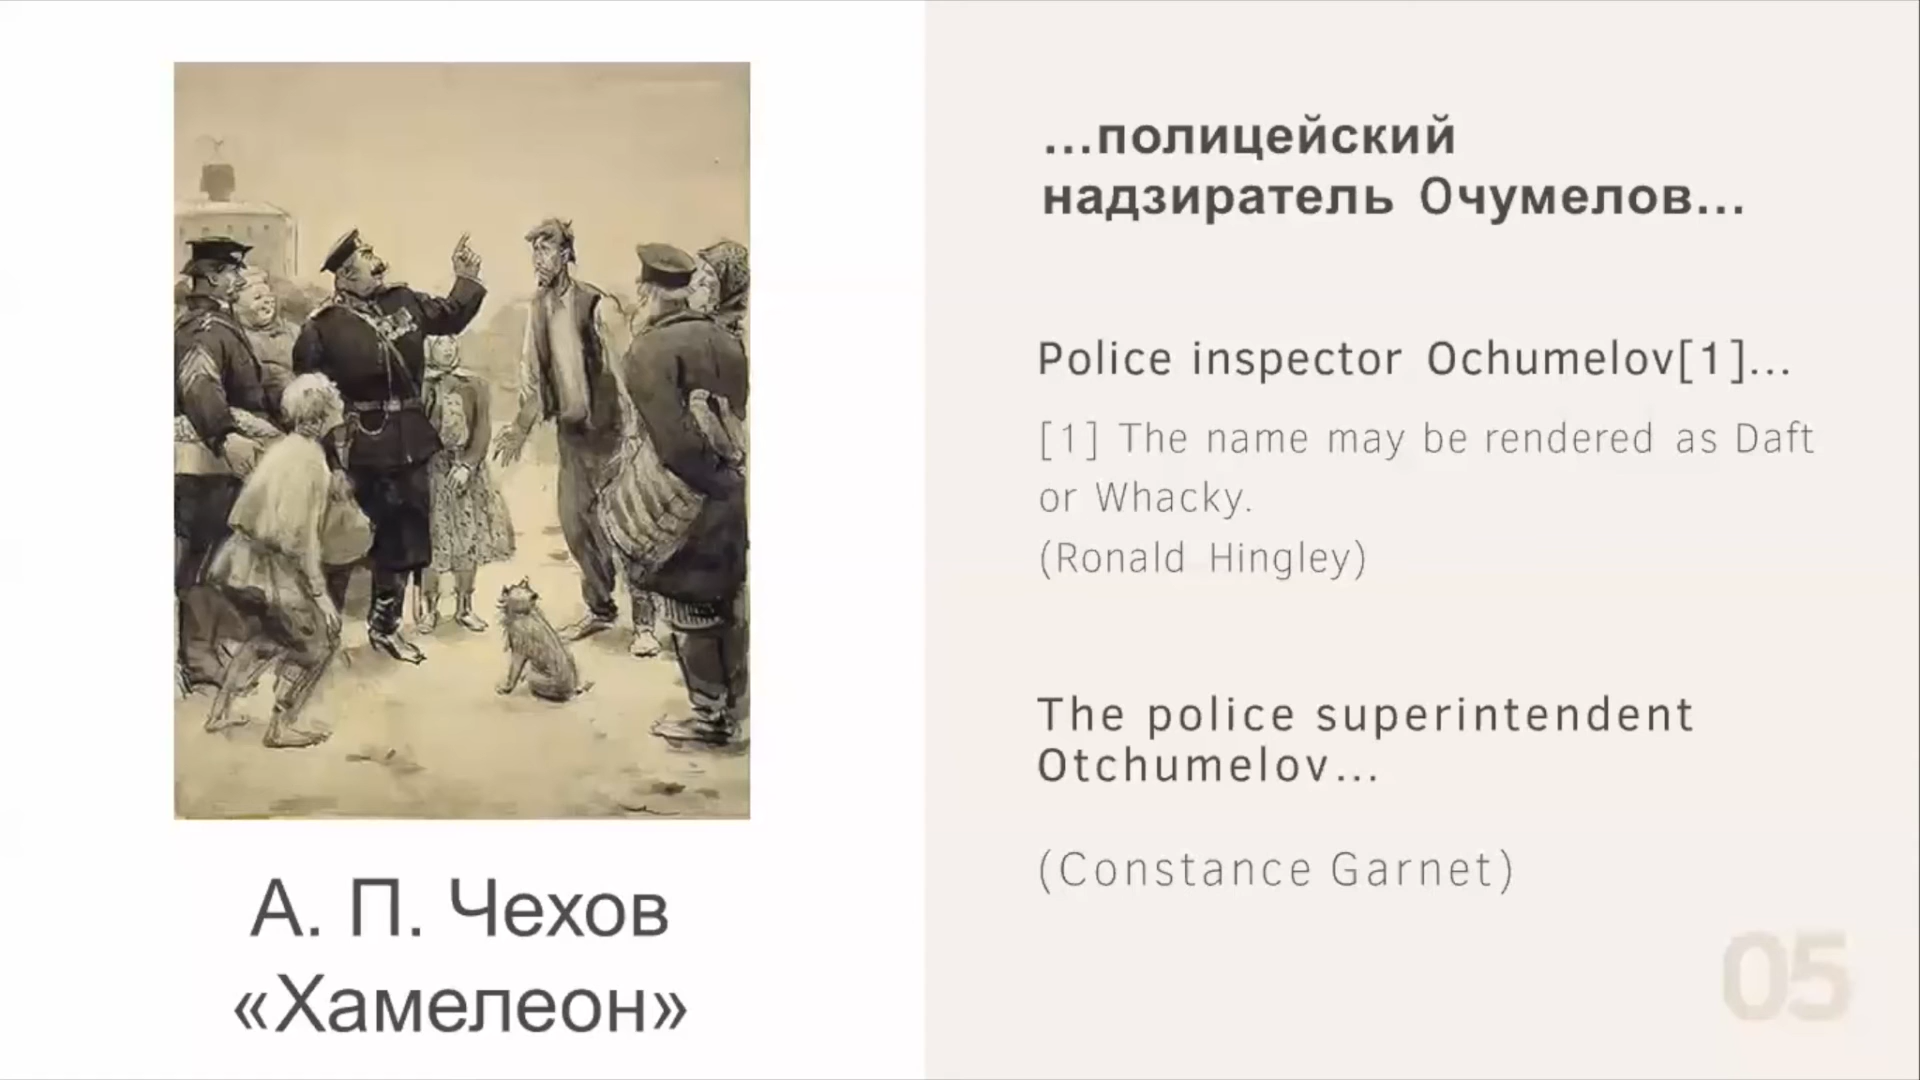 А. П. Чехов
«Хамелеон»
...полицейский
надзиратель Очумелов...
Police inspector Ochumelov[1]...
[1] The name may be rendered as Daft
or Whacky.
(Ronald Hingley)
The police superintendent
Otchumelov...
(Constance Garnet)
05